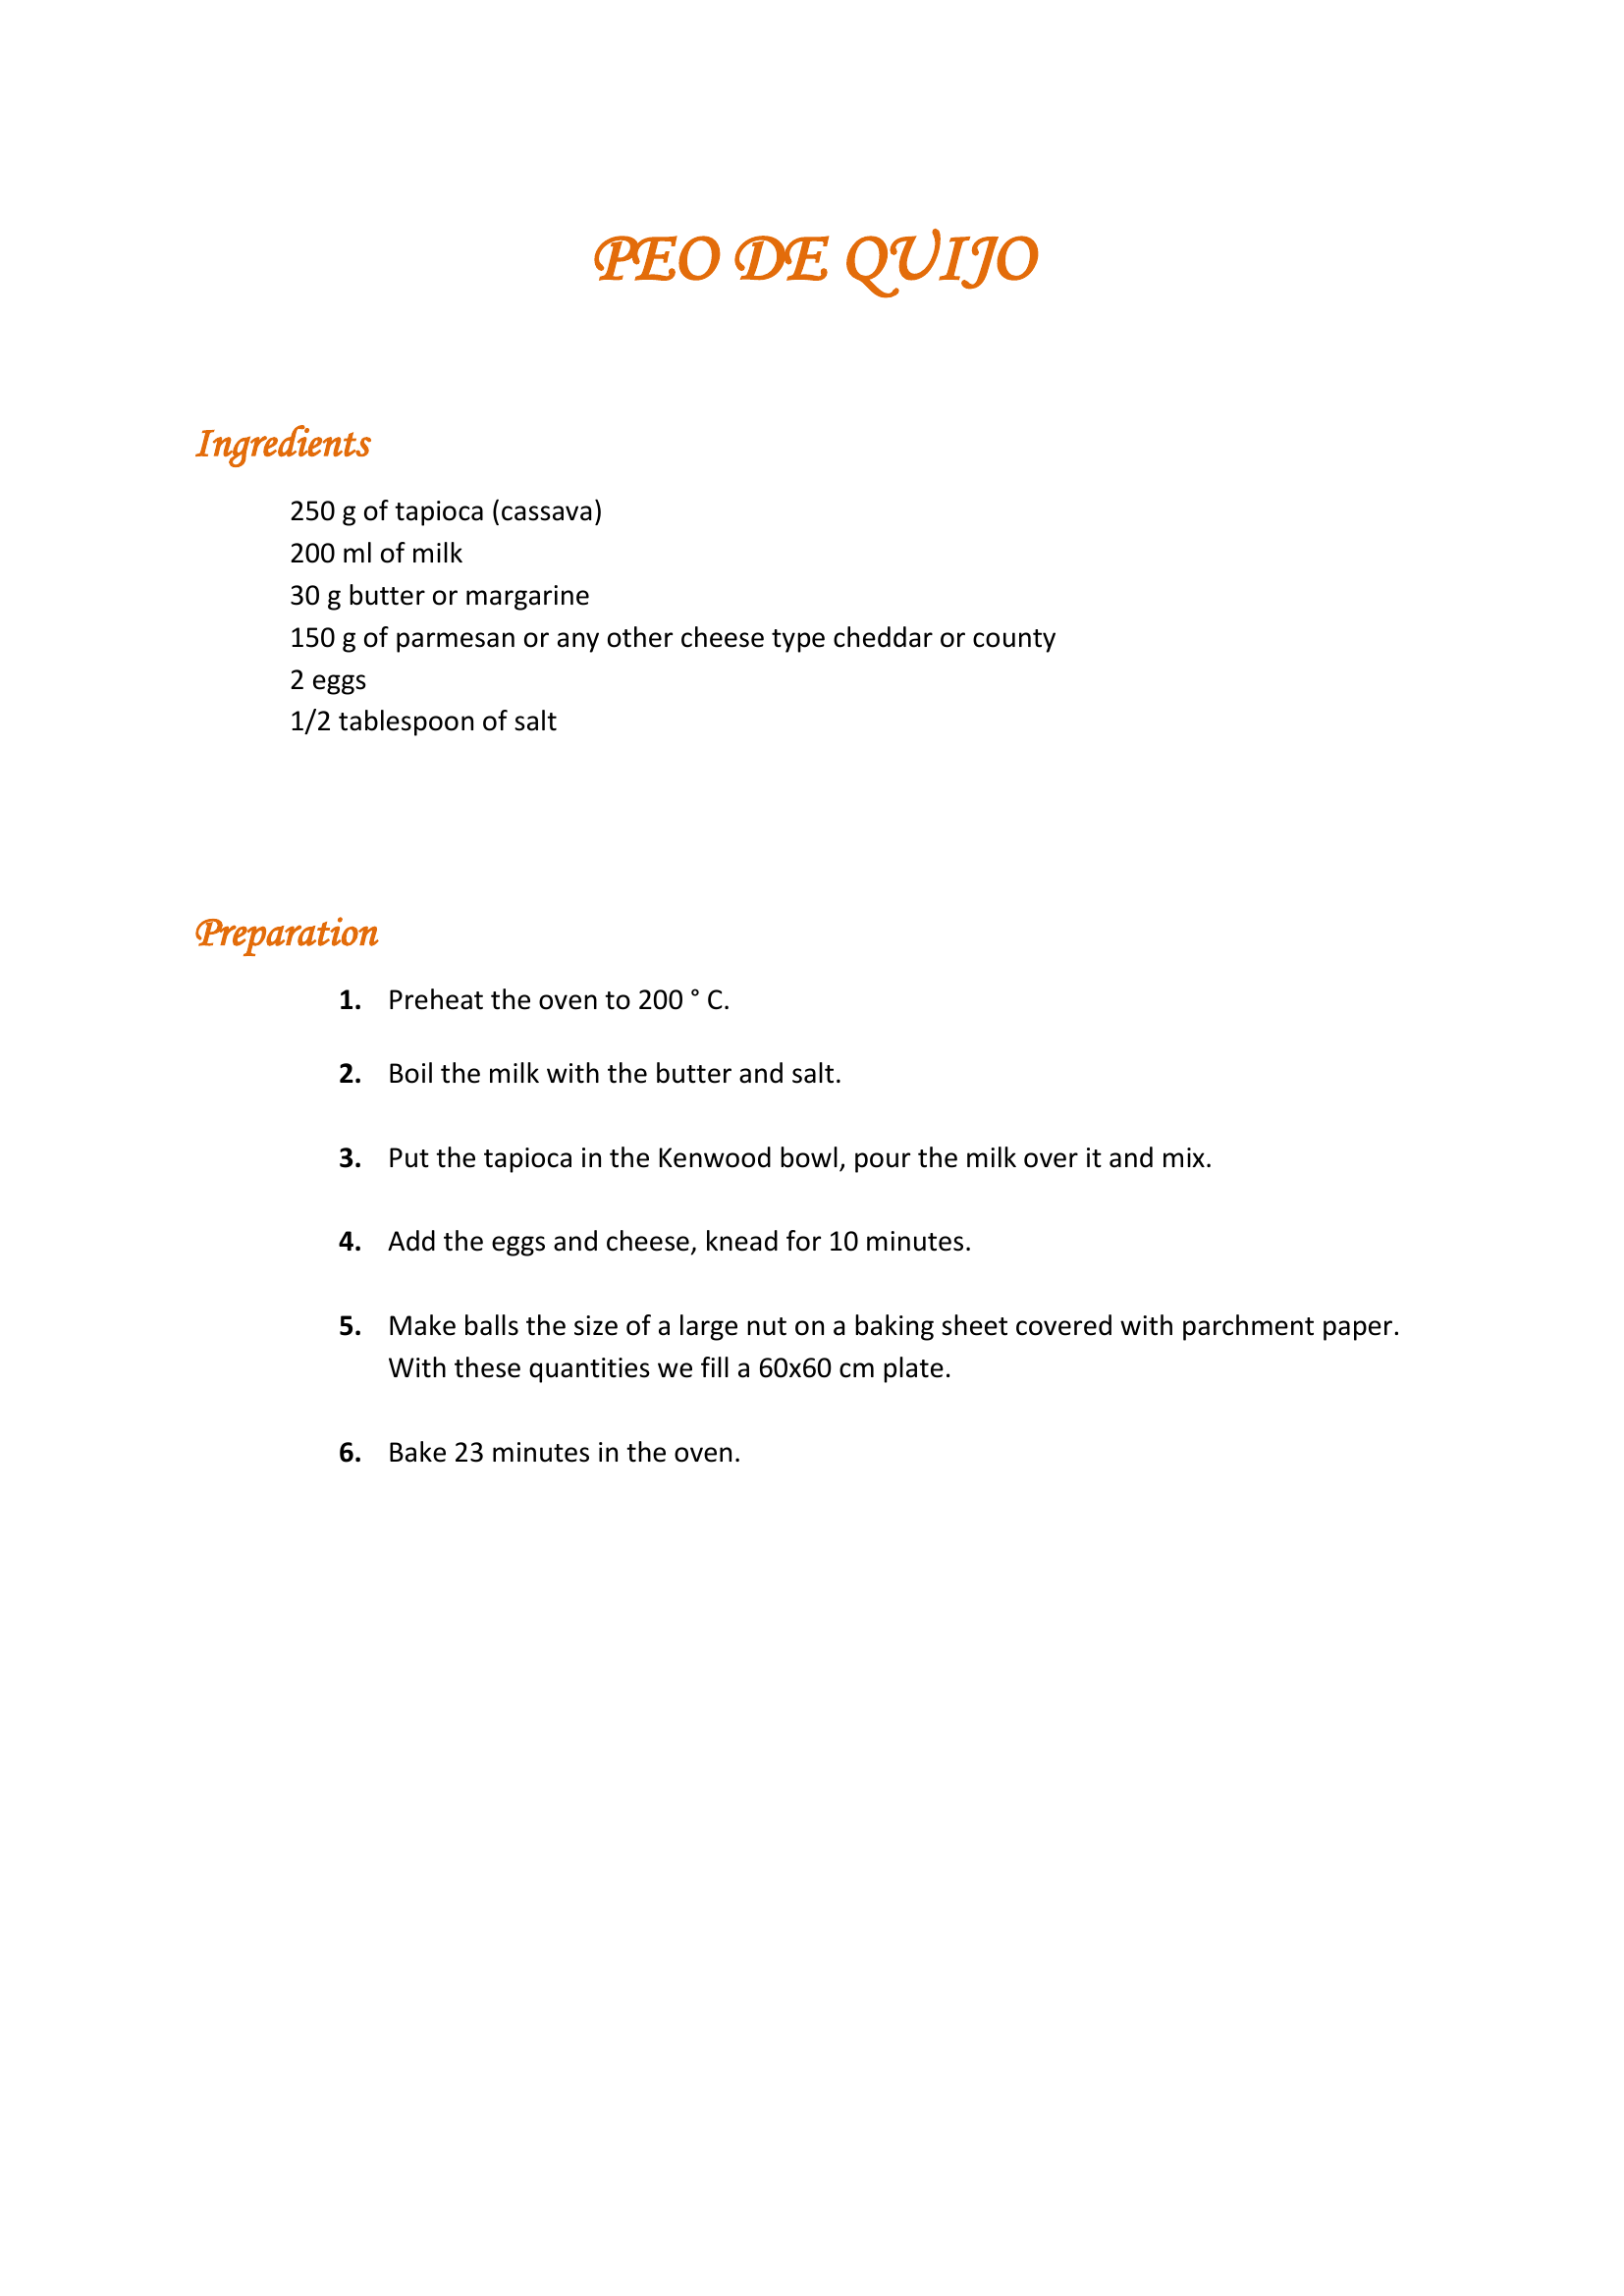 PEO DE QUIJO
Ingredients
250 g of tapioca (cassava)
200 ml of milk
30 g butter or margarine
150 g of parmesan or any other cheese type cheddar or county
2 eggs
1/2 tablespoon of salt
Preparation
1. Preheat the oven to 200 ° C.
2. Boil the milk with the butter and salt.
3. Put the tapioca in the Kenwood bowl, pour the milk over it and mix.
4. Add the eggs and cheese, knead for 10 minutes.
5. Make balls the size of a large nut on a baking sheet covered with parchment paper.
With these quantities we fill a 60x60 cm plate.
6. Bake 23 minutes in the oven.